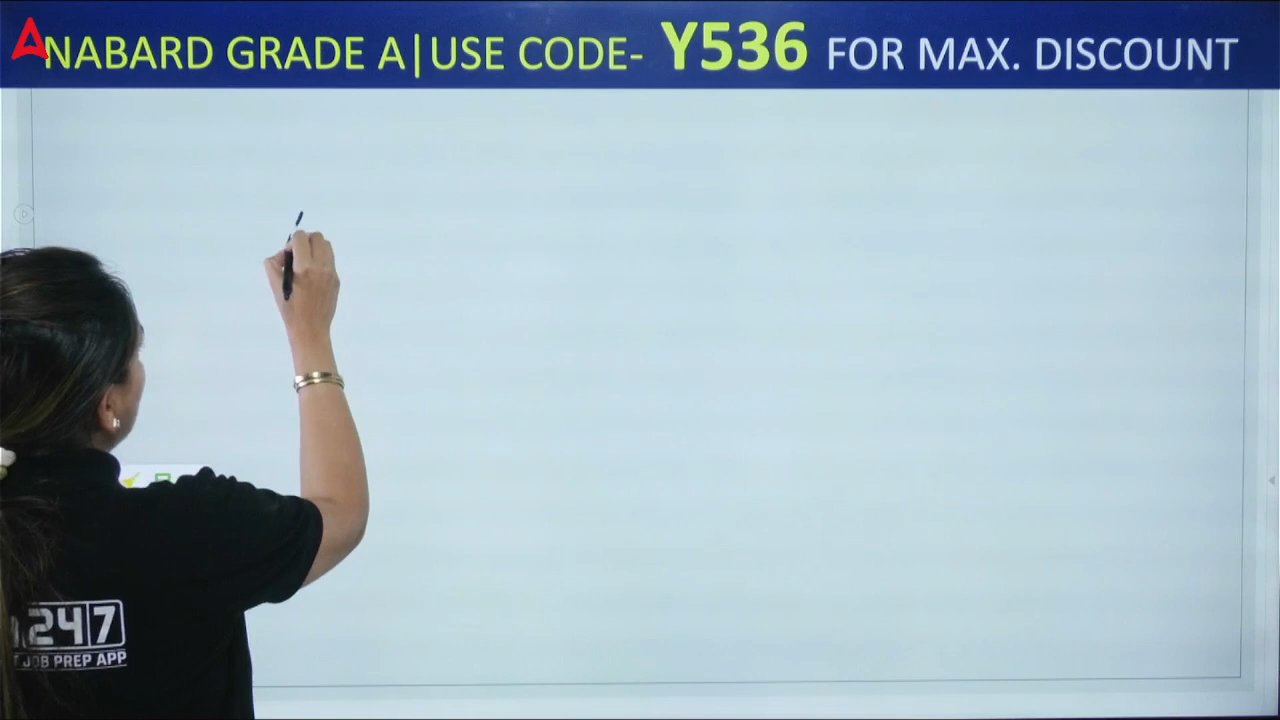 NABARD GRADE A|USE CODE- Y536 FOR MAX. DISCOUNT
247
JOB PREP APP